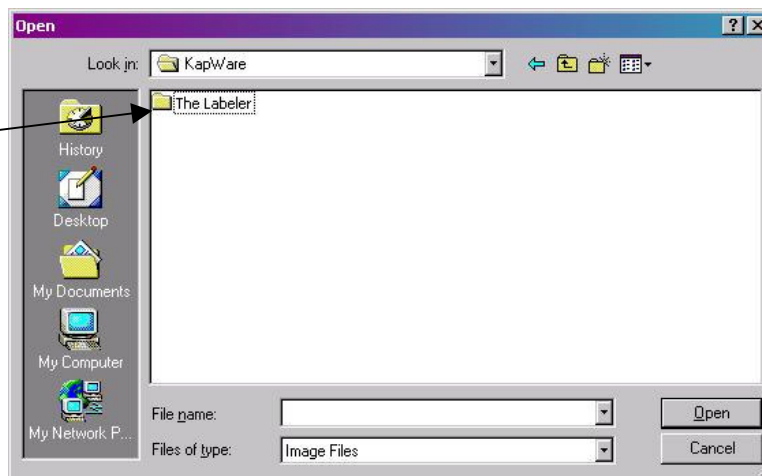 Open
Look in: KapWare
The Labeler
History
Desktop
My Documents
My Computer
My Network P...
File name: Open
Files of type: Image Files Cancel